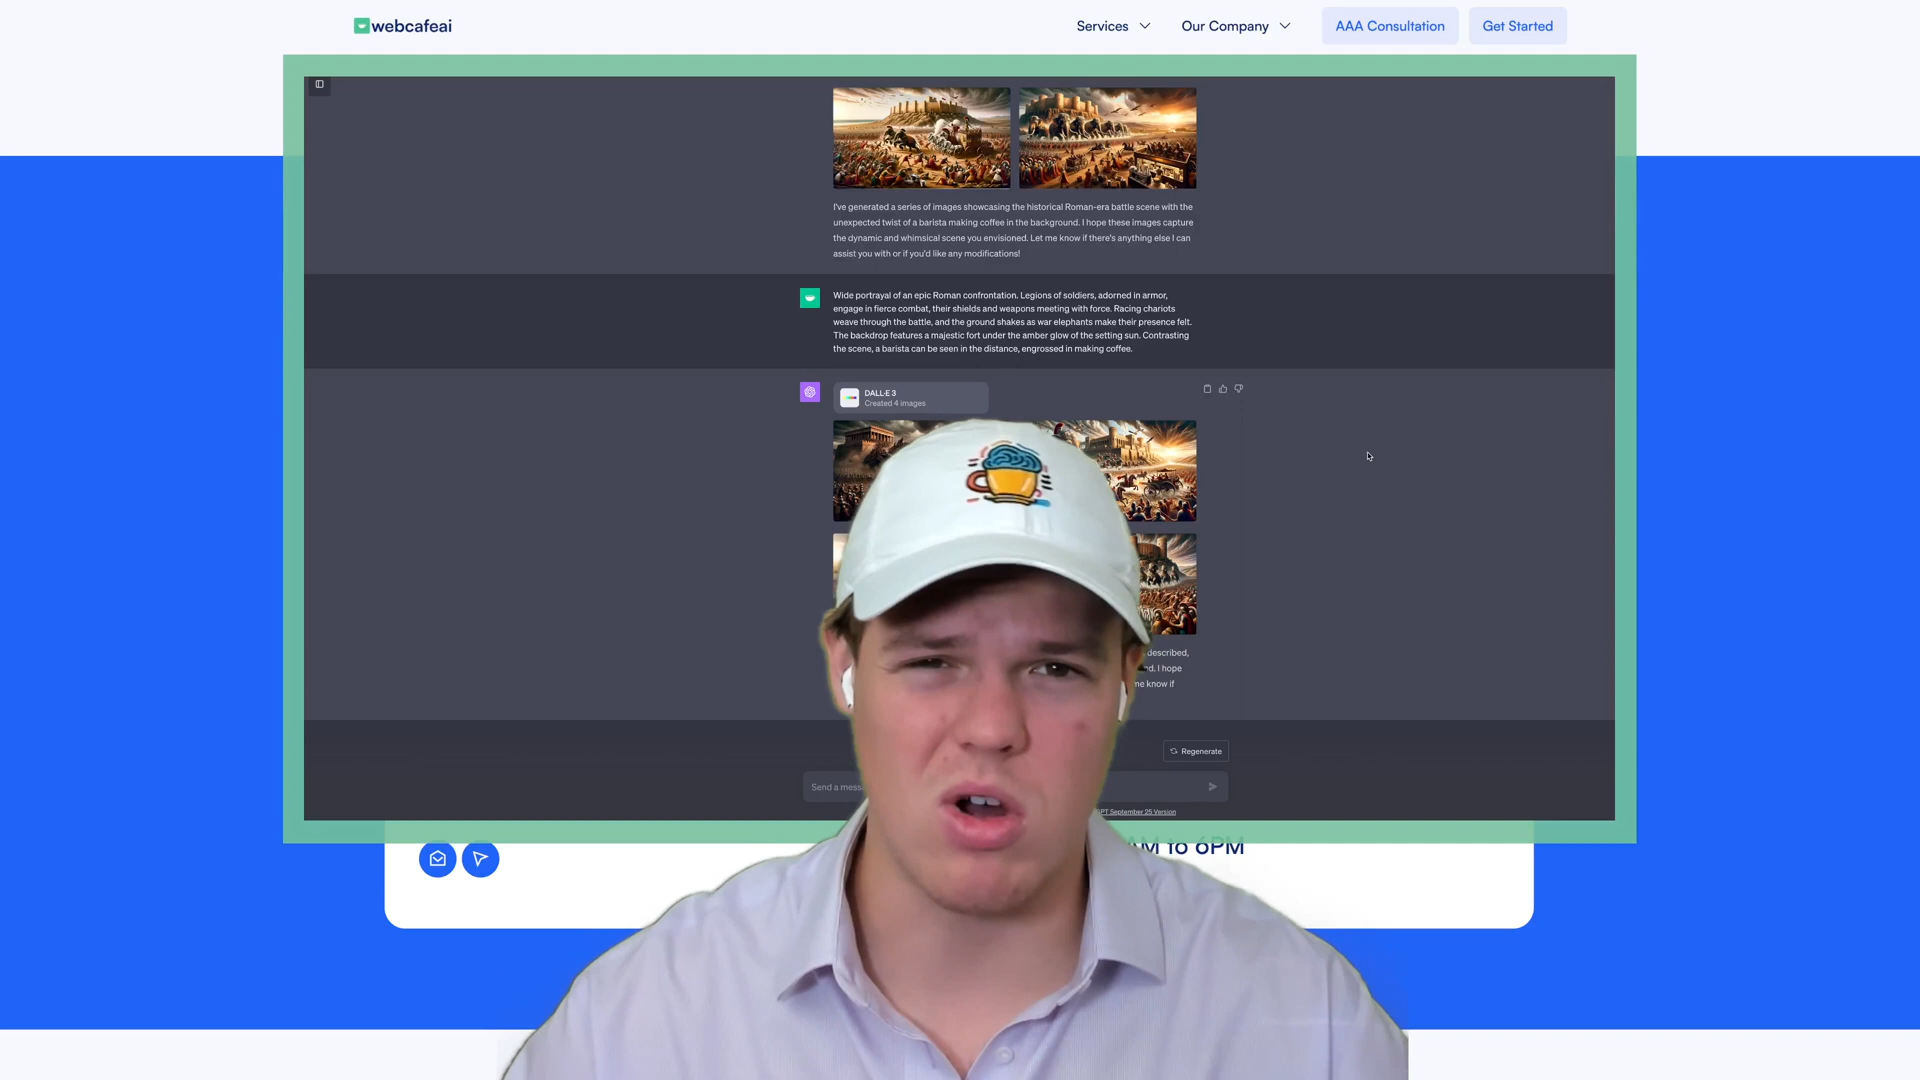 webcafeai
Services
Our Company
AAA Consultation
Get Started
I've generated a series of images showcasing the historical Roman-era battle scene with the
unexpected twist of a barista making coffee in the background. I hope these images capture
the dynamic and whimsical scene you envisioned. Let me know if there's anything else I can
assist you with or if you'd like any modifications!
Wide portrayal of an epic Roman confrontation. Legions of soldiers, adorned in armor,
engage in fierce combat, their shields and weapons meeting with force. Racing chariots
weave through the battle, and the ground shakes as war elephants make their presence felt.
The backdrop features a majestic fort under the amber glow of the setting sun. Contrasting
the scene, a barista can be seen in the distance, engrossed in making coffee.
DALL·E 3
Created 4 images
described,
I hope
me know if
Regenerate
Send a
September 25 Version
to 6PM